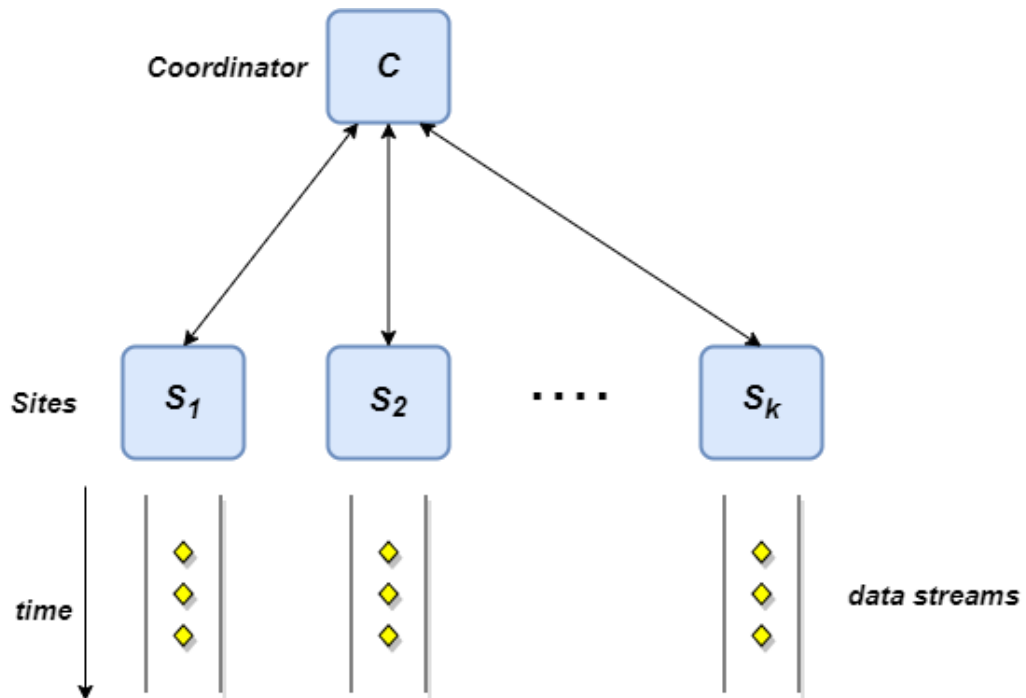 Coordinator C
Sites S₁ S₂ .... Sₖ
time data streams